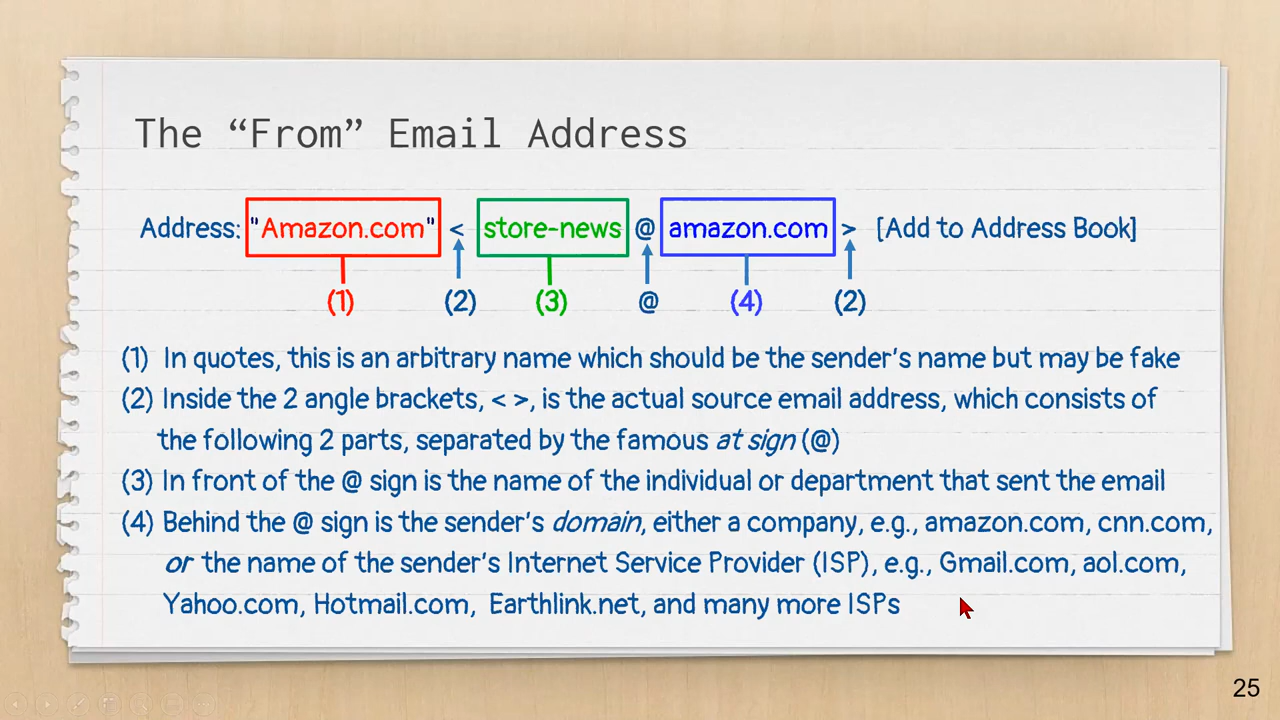 The “From” Email Address
Address: "Amazon.com" < store-news @ amazon.com > [Add to Address Book]
(1) (2) (3) @ (4) (2)
(1) In quotes, this is an arbitrary name which should be the sender's name but may be fake
(2) Inside the 2 angle brackets, < >, is the actual source email address, which consists of
the following 2 parts, separated by the famous at sign (@)
(3) In front of the @ sign is the name of the individual or department that sent the email
(4) Behind the @ sign is the sender's domain, either a company, e.g., amazon.com, cnn.com,
or the name of the sender's Internet Service Provider (ISP), e.g., Gmail.com, aol.com,
Yahoo.com, Hotmail.com, Earthlink.net, and many more ISPs
25